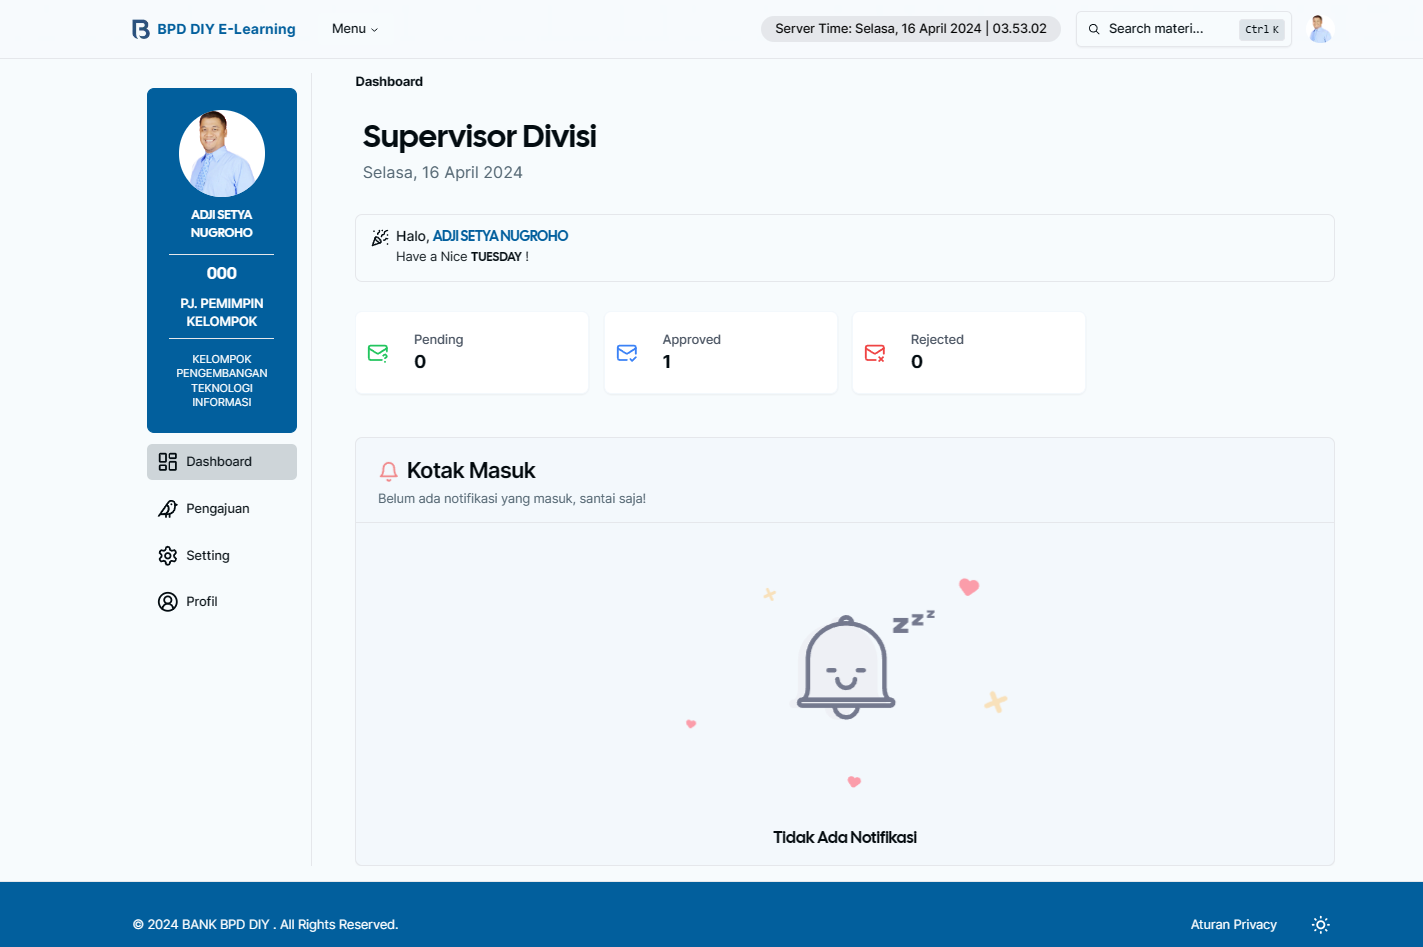 BPD DIY E-Learning
Menu
Server Time: Selasa, 16 April 2024 | 03.53.02
Search materi...
Ctrl K
ADJI SETYA
NUGROHO
000
PJ. PEMIMPIN
KELOMPOK
KELOMPOK
PENGEMBANGAN
TEKNOLOGI
INFORMASI
Dashboard
Pengajuan
Setting
Profil
Dashboard
Supervisor Divisi
Selasa, 16 April 2024
Halo, ADJI SETYA NUGROHO
Have a Nice TUESDAY !
Pending
0
Approved
1
Rejected
0
Kotak Masuk
Belum ada notifikasi yang masuk, santai saja!
z z z
Tidak Ada Notifikasi
© 2024 BANK BPD DIY . All Rights Reserved.
Aturan Privacy